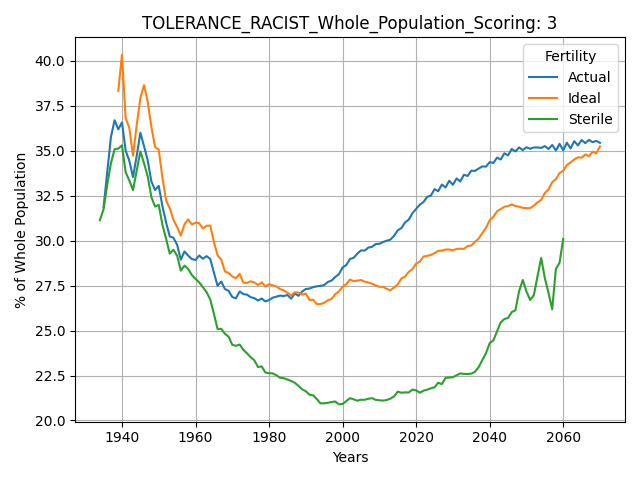 TOLERANCE_RACIST_Whole_Population_Scoring: 3
Fertility
Actual
Ideal
Sterile
% of Whole Population
40.0
37.5
35.0
32.5
30.0
27.5
25.0
22.5
20.0
1940 1960 1980 2000 2020 2040 2060
Years